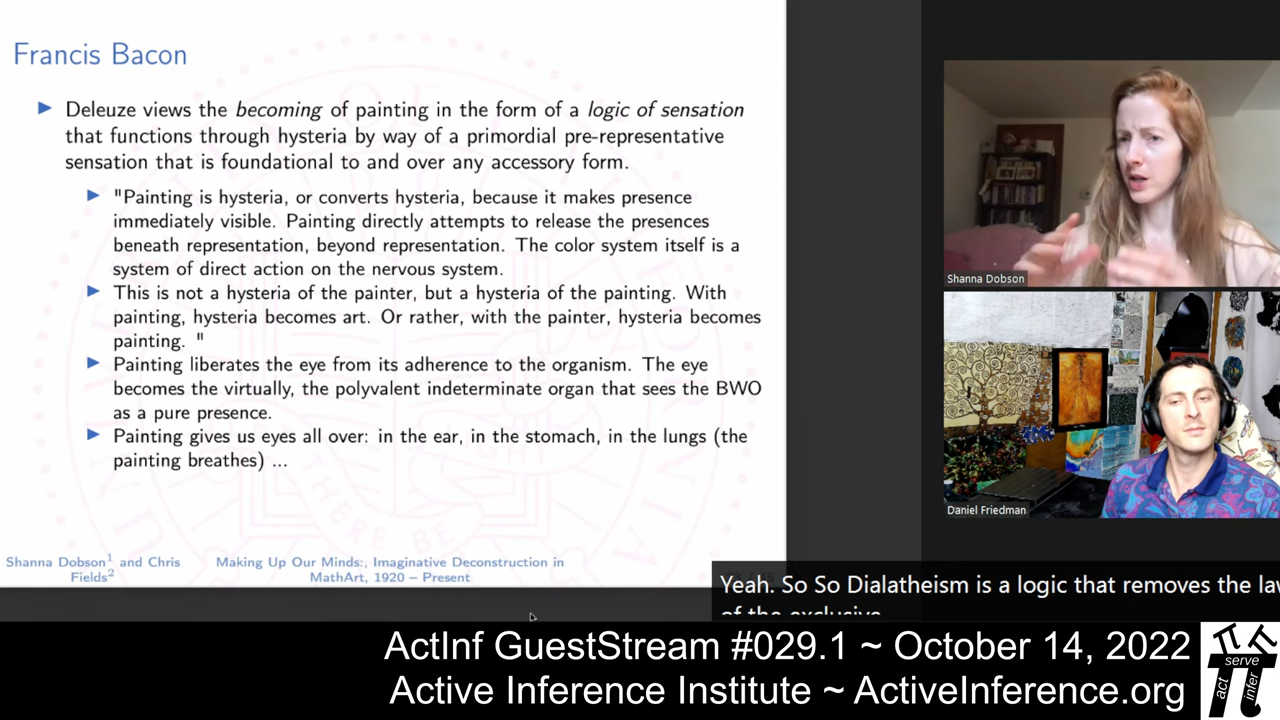 Francis Bacon
Deleuze views the becoming of painting in the form of a logic of sensation
that functions through hysteria by way of a primordial pre-representative
sensation that is foundational to and over any accessory form.
"Painting is hysteria, or converts hysteria, because it makes presence
immediately visible. Painting directly attempts to release the presences
beneath representation, beyond representation. The color system itself is a
system of direct action on the nervous system.
This is not a hysteria of the painter, but a hysteria of the painting. With
painting, hysteria becomes art. Or rather, with the painter, hysteria becomes
painting. "
Painting liberates the eye from its adherence to the organism. The eye
becomes the virtually, the polyvalent indeterminate organ that sees the BWO
as a pure presence.
Painting gives us eyes all over: in the ear, in the stomach, in the lungs (the
painting breathes) ...
Shanna Dobson1 and Chris
Fields2
Making Up Our Minds:, Imaginative Deconstruction in
MathArt, 1920 – Present
Shanna Dobson
Daniel Friedman
Yeah. So So Dialatheism is a logic that removes the law
of the exclusive
ActInf GuestStream #029.1 ~ October 14, 2022
Active Inference Institute ~ ActiveInference.org
serve
act
infer